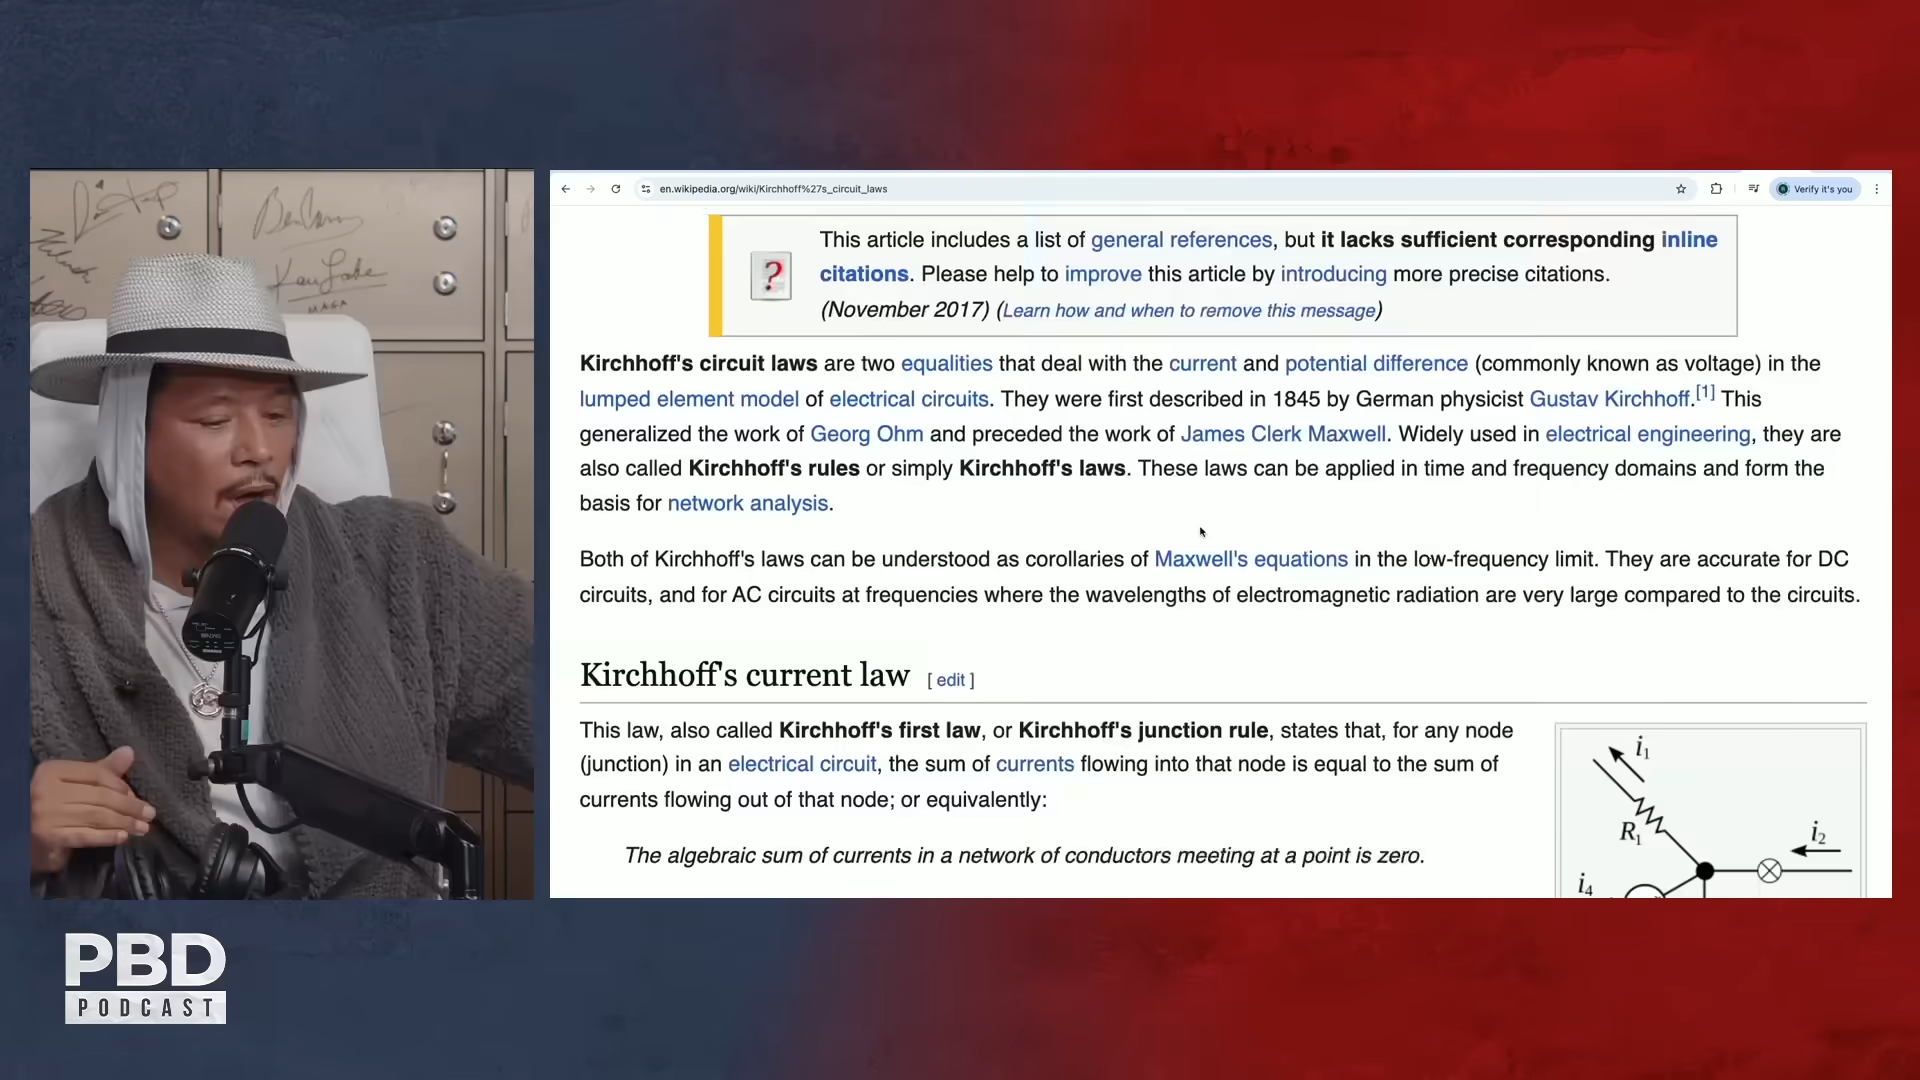 Kari Lake
MAGA
en.wikipedia.org/wiki/Kirchhoff%27s_circuit_laws
Verify it's you
This article includes a list of general references, but it lacks sufficient corresponding inline
citations. Please help to improve this article by introducing more precise citations.
(November 2017) (Learn how and when to remove this message)
Kirchhoff's circuit laws are two equalities that deal with the current and potential difference (commonly known as voltage) in the
lumped element model of electrical circuits. They were first described in 1845 by German physicist Gustav Kirchhoff.[1] This
generalized the work of Georg Ohm and preceded the work of James Clerk Maxwell. Widely used in electrical engineering, they are
also called Kirchhoff's rules or simply Kirchhoff's laws. These laws can be applied in time and frequency domains and form the
basis for network analysis.
Both of Kirchhoff's laws can be understood as corollaries of Maxwell's equations in the low-frequency limit. They are accurate for DC
circuits, and for AC circuits at frequencies where the wavelengths of electromagnetic radiation are very large compared to the circuits.
Kirchhoff's current law [ edit ]
This law, also called Kirchhoff's first law, or Kirchhoff's junction rule, states that, for any node
(junction) in an electrical circuit, the sum of currents flowing into that node is equal to the sum of
currents flowing out of that node; or equivalently:
The algebraic sum of currents in a network of conductors meeting at a point is zero.
i1
R1
i2
i4
PBD
PODCAST